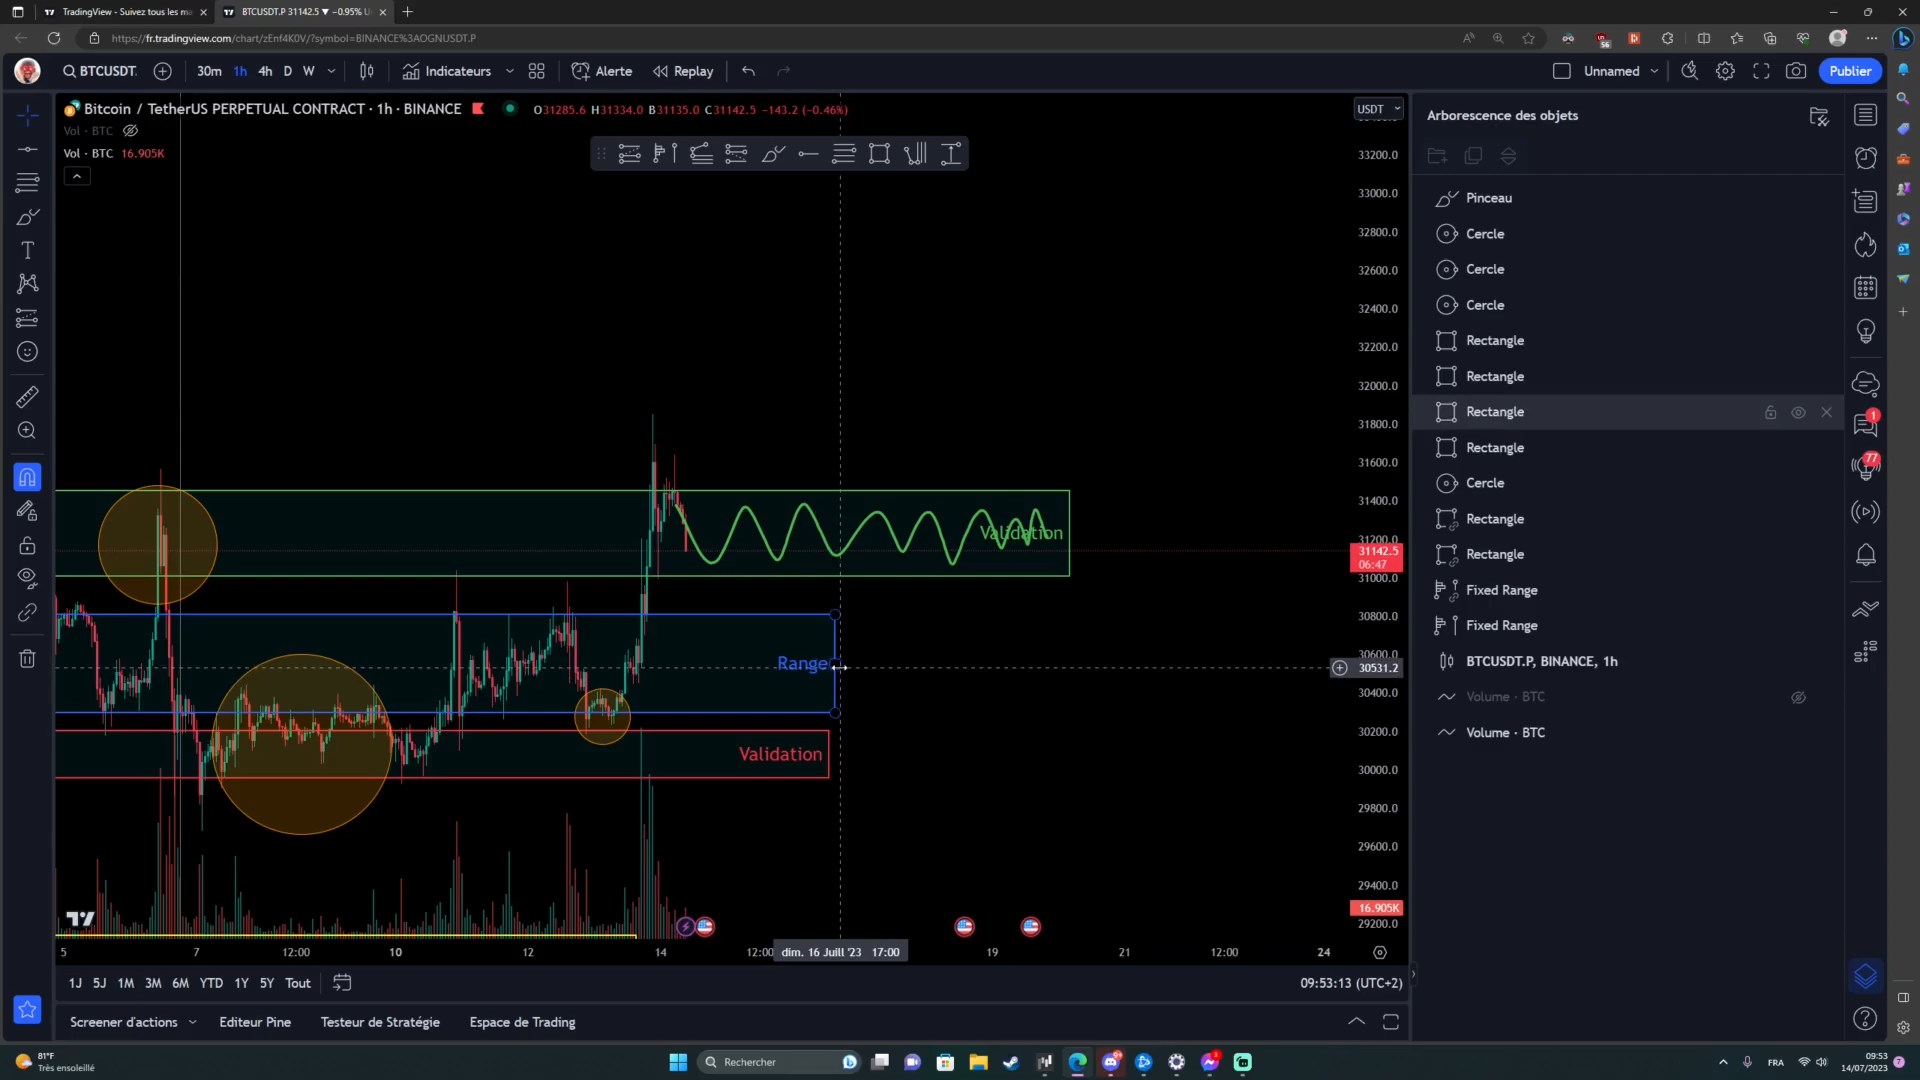 TradingView - Suivez tous les ma
BTCUSDT.P 31142.5 ▼ −0.95% U
https://fr.tradingview.com/chart/zEnf4K0V/?symbol=BINANCE%3AOGNUSDT.P
56
BTCUSDT.
30m 1h 4h D W
Indicateurs
Alerte
Replay
Unnamed
Publier
Bitcoin / TetherUS PERPETUAL CONTRACT · 1h · BINANCE
O31285.6 H31334.0 B31135.0 C31142.5 −143.2 (−0.46%)
USDT
Vol · BTC
Vol · BTC 16.905K
33200.0
33000.0
32800.0
32600.0
32400.0
32200.0
32000.0
31800.0
31600.0
31400.0
31200.0
31142.5
06:47
31000.0
30800.0
30600.0
30531.2
30400.0
30200.0
30000.0
29800.0
29600.0
29400.0
16.905K
29200.0
Validation
Range
Validation
5 7 12:00 10 12 14 12:00 dim. 16 Juill '23 17:00 19 21 12:00 24
1J 5J 1M 3M 6M YTD 1Y 5Y Tout
09:53:13 (UTC+2)
Screener d'actions
Editeur Pine
Testeur de Stratégie
Espace de Trading
Arborescence des objets
Pinceau
Cercle
Cercle
Cercle
Rectangle
Rectangle
Rectangle
Rectangle
Cercle
Rectangle
Rectangle
Fixed Range
Fixed Range
BTCUSDT.P, BINANCE, 1h
Volume · BTC
Volume · BTC
1
77
81°F
Très ensoleillé
Rechercher
FRA
09:53
14/07/2023
7